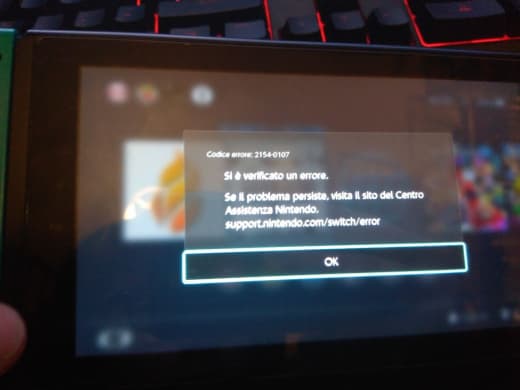 Codice errore: 2154-0107
Si è verificato un errore.
Se il problema persiste, visita il sito del Centro
Assistenza Nintendo.
support.nintendo.com/switch/error
OK